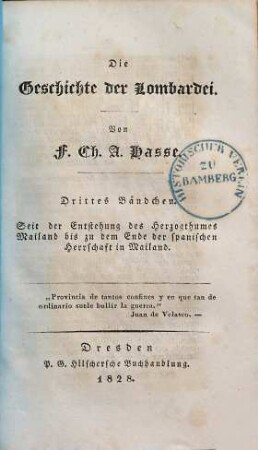 Die
Geschichte der Lombardei.
Von
F. Ch. A. Hasse.
HISTORISCHER VEREIN
ZU
BAMBERG
Drittes Bändchen.
Seit der Entstehung des Herzogthumes
Mailand bis zu dem Ende der spanischen
Herrschaft in Mailand.
„Provincia de tantos confines y en que tan de
ordinario suele bullir la guerra."
Juan de Velasco. —
Dresden
P. G. Hilschersche Buchhandlung.
1828.